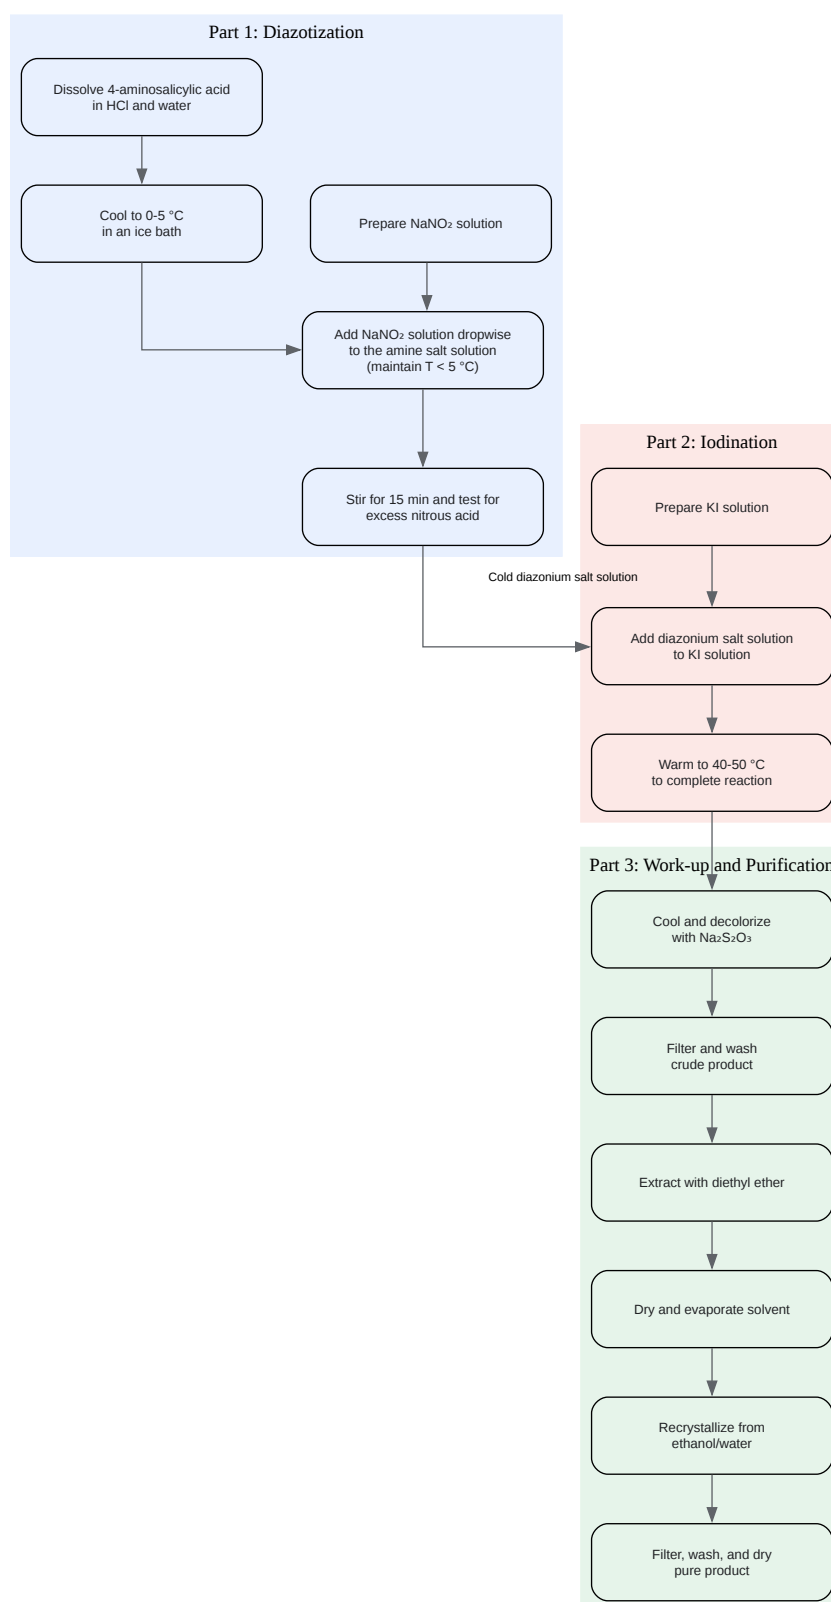 Part 1: Diazotization
Dissolve 4-aminosalicylic acid
in HCl and water
Cool to 0-5 °C
in an ice bath
Prepare NaNO₂ solution
Add NaNO₂ solution dropwise
to the amine salt solution
(maintain T < 5 °C)
Stir for 15 min and test for
excess nitrous acid
Part 2: Iodination
Prepare KI solution
Cold diazonium salt solution
Add diazonium salt solution
to KI solution
Warm to 40-50 °C
to complete reaction
Part 3: Work-up and Purification
Cool and decolorize
with Na₂S₂O₃
Filter and wash
crude product
Extract with diethyl ether
Dry and evaporate solvent
Recrystallize from
ethanol/water
Filter, wash, and dry
pure product